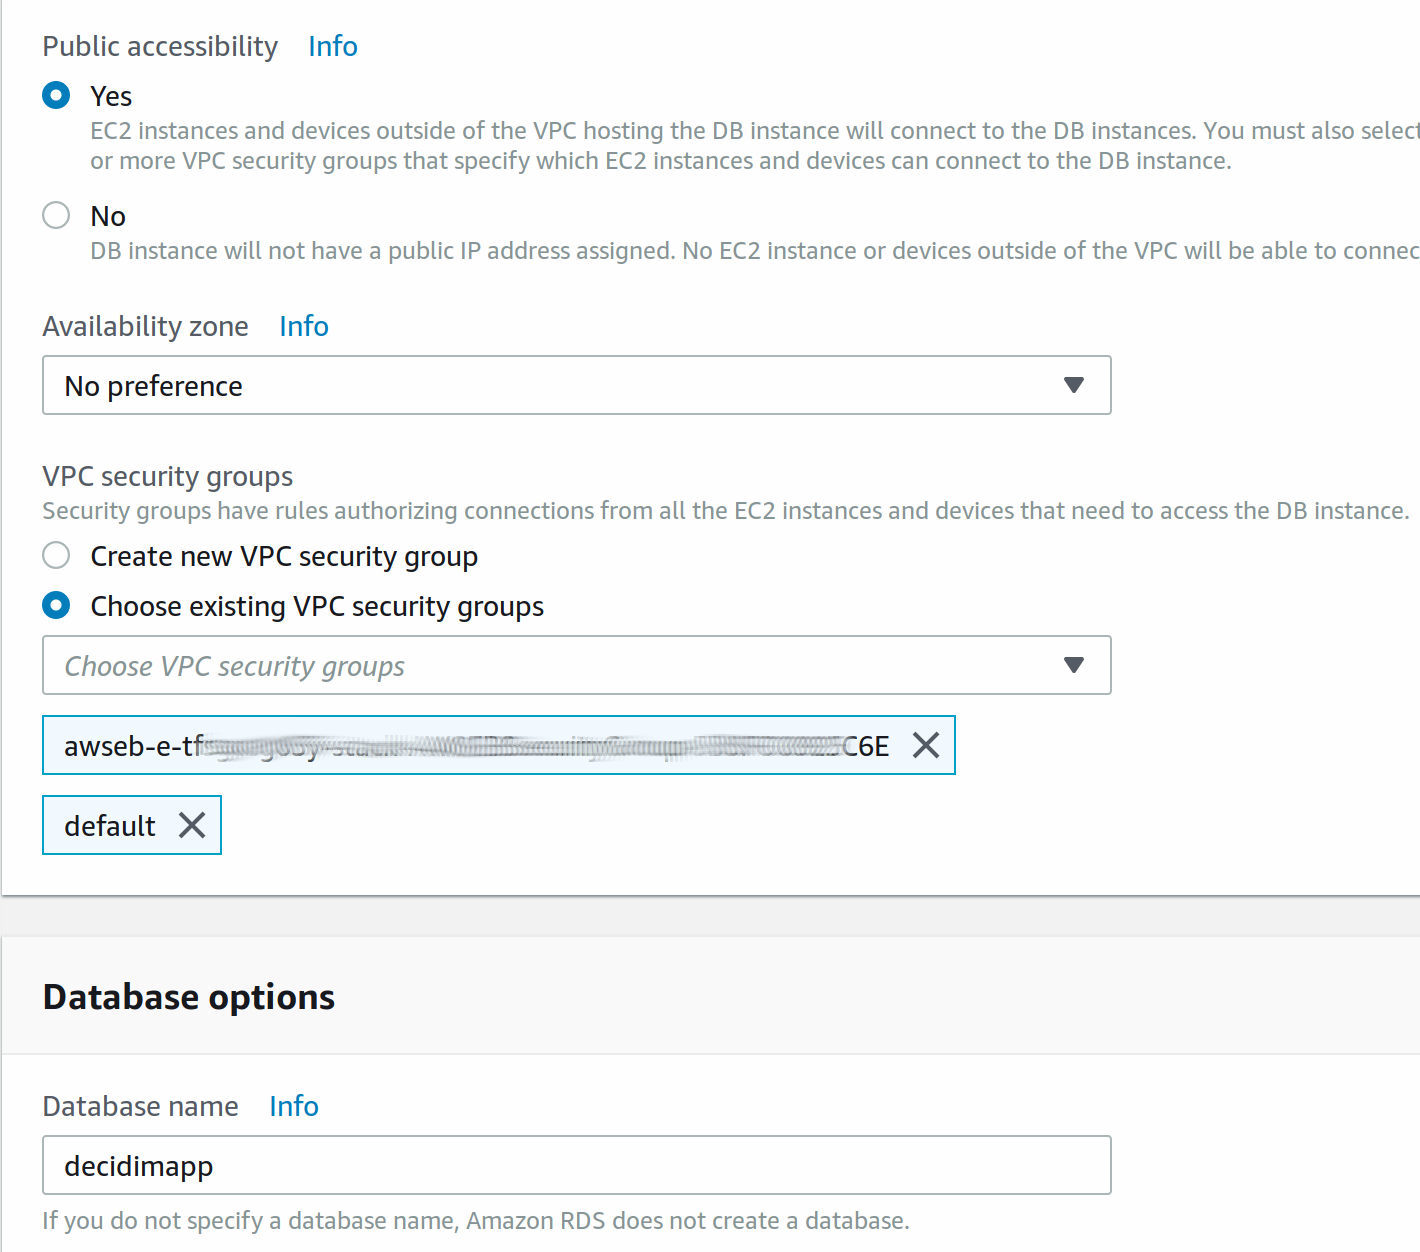 Public accessibility Info
Yes
EC2 instances and devices outside of the VPC hosting the DB instance will connect to the DB instances. You must also select
or more VPC security groups that specify which EC2 instances and devices can connect to the DB instance.
No
DB instance will not have a public IP address assigned. No EC2 instance or devices outside of the VPC will be able to connec
Availability zone Info
No preference
VPC security groups
Security groups have rules authorizing connections from all the EC2 instances and devices that need to access the DB instance.
Create new VPC security group
Choose existing VPC security groups
Choose VPC security groups
awseb-e-tf C6E
default
Database options
Database name Info
decidimapp
If you do not specify a database name, Amazon RDS does not create a database.